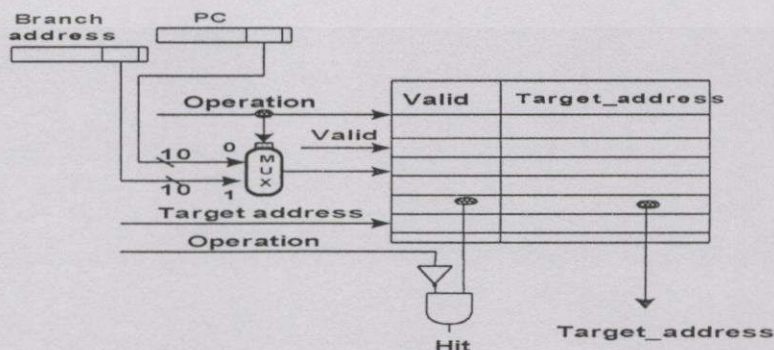 Branch
address
PC
Operation
Valid
Target_address
Valid
0
10
MUX
10
1
Target address
Operation
Hit
Target_address